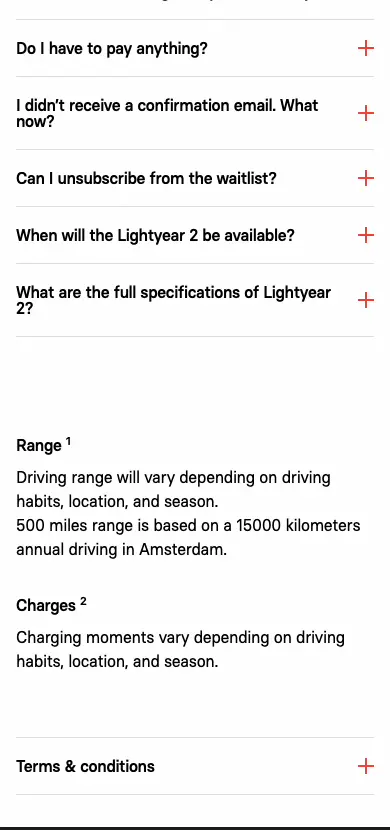 Do I have to pay anything?
I didn't receive a confirmation email. What
now?
Can I unsubscribe from the waitlist?
When will the Lightyear 2 be available?
What are the full specifications of Lightyear
2?
Range 1
Driving range will vary depending on driving
habits, location, and season.
500 miles range is based on a 15000 kilometers
annual driving in Amsterdam.
Charges 2
Charging moments vary depending on driving
habits, location, and season.
Terms & conditions